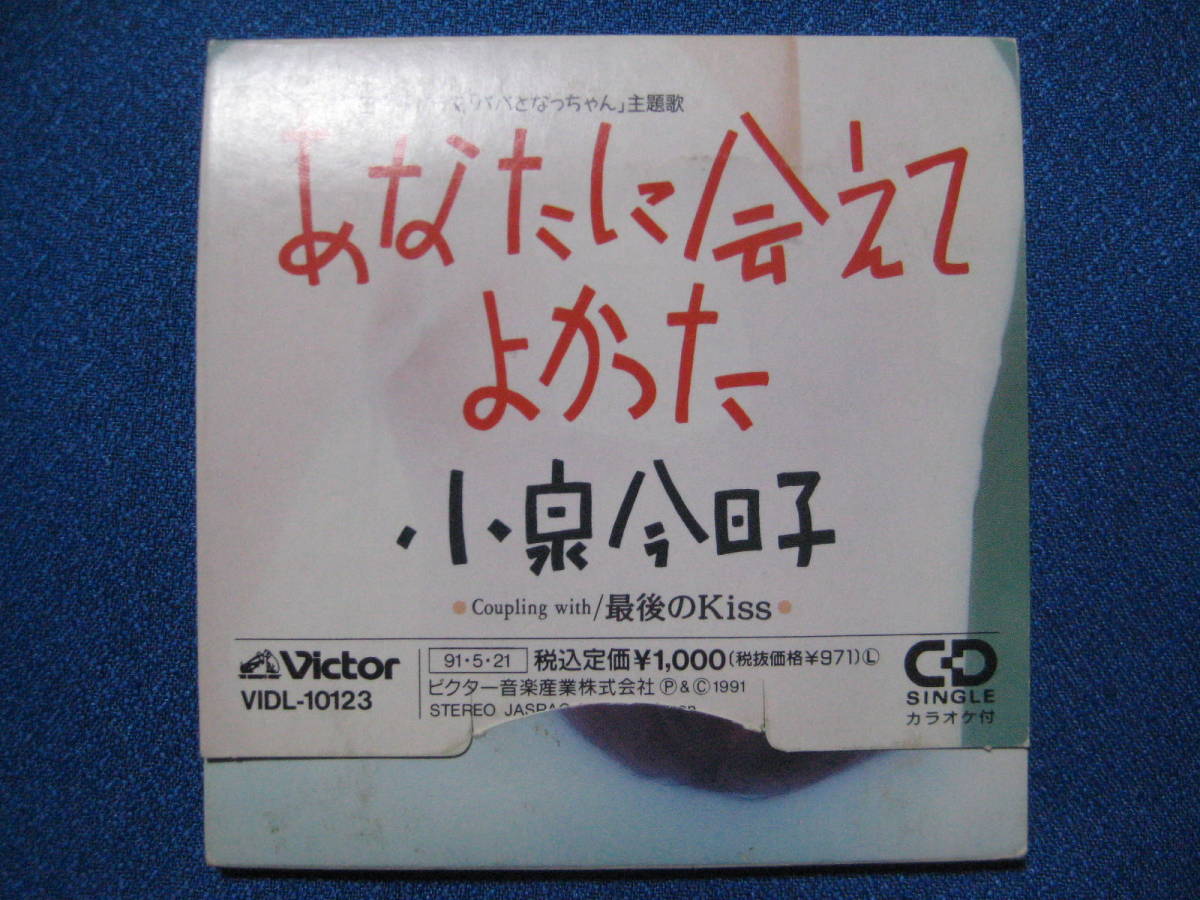 パパとなっちゃん」主題歌
あなたに会えて
よかった
小泉今日子
Coupling with/最後のKiss
Victor
VIDL-10123
91・5・21 税込定価¥1,000(税抜価格¥971)Ⓛ
ビクター音楽産業株式会社 Ⓟ&Ⓒ1991
STEREO
CD
SINGLE
カラオケ付